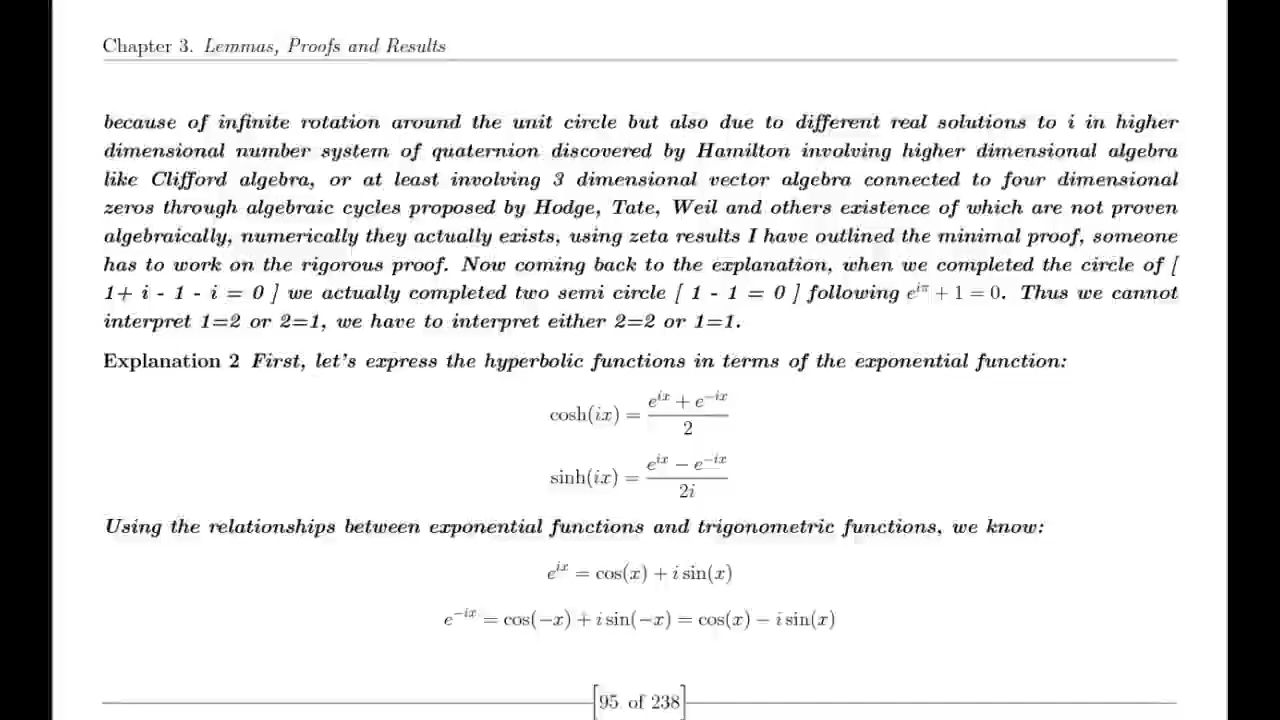 Chapter 3. Lemmas, Proofs and Results
because of infinite rotation around the unit circle but also due to different real solutions to i in higher
dimensional number system of quaternion discovered by Hamilton involving higher dimensional algebra
like Clifford algebra, or at least involving 3 dimensional vector algebra connected to four dimensional
zeros through algebraic cycles proposed by Hodge, Tate, Weil and others existence of which are not proven
algebraically, numerically they actually exists, using zeta results I have outlined the minimal proof, someone
has to work on the rigorous proof. Now coming back to the explanation, when we completed the circle of [
1+ i - 1 - i = 0 ] we actually completed two semi circle [ 1 - 1 = 0 ] following e^{iπ} + 1 = 0. Thus we cannot
interpret 1=2 or 2=1, we have to interpret either 2=2 or 1=1.
Explanation 2 First, let's express the hyperbolic functions in terms of the exponential function:
cosh(ix) = \frac{e^{ix} + e^{-ix}}{2}
sinh(ix) = \frac{e^{ix} − e^{-ix}}{2i}
Using the relationships between exponential functions and trigonometric functions, we know:
e^{ix} = cos(x) + i sin(x)
e^{-ix} = cos(−x) + i sin(−x) = cos(x) − i sin(x)
[95 of 238]